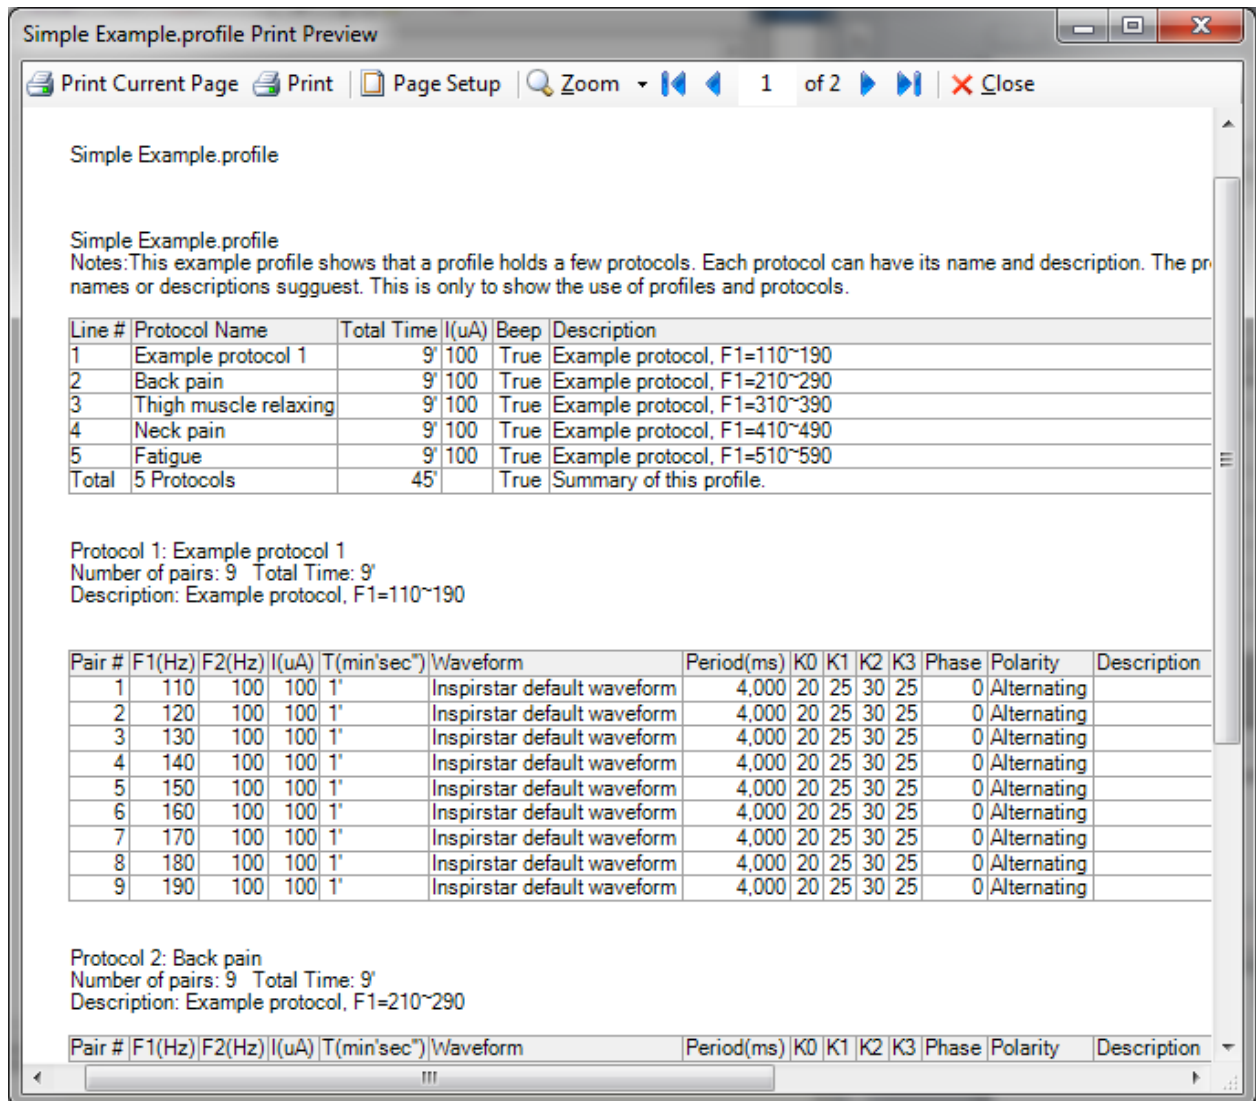 Simple Example.profile Print Preview
Print Current Page Print Page Setup Zoom 1 of 2 Close
Simple Example.profile
Simple Example.profile
Notes:This example profile shows that a profile holds a few protocols. Each protocol can have its name and description. The
names or descriptions sugguest. This is only to show the use of profiles and protocols.
Line # Protocol Name Total Time I(uA) Beep Description
1 Example protocol 1 9' 100 True Example protocol, F1=110~190
2 Back pain 9' 100 True Example protocol, F1=210~290
3 Thigh muscle relaxing 9' 100 True Example protocol, F1=310~390
4 Neck pain 9' 100 True Example protocol, F1=410~490
5 Fatigue 9' 100 True Example protocol, F1=510~590
Total 5 Protocols 45' True Summary of this profile.
Protocol 1: Example protocol 1
Number of pairs: 9 Total Time: 9'
Description: Example protocol, F1=110~190
Pair # F1(Hz) F2(Hz) I(uA) T(min'sec") Waveform Period(ms) K0 K1 K2 K3 Phase Polarity Description
1 110 100 100 1' Inspirstar default waveform 4,000 20 25 30 25 0 Alternating
2 120 100 100 1' Inspirstar default waveform 4,000 20 25 30 25 0 Alternating
3 130 100 100 1' Inspirstar default waveform 4,000 20 25 30 25 0 Alternating
4 140 100 100 1' Inspirstar default waveform 4,000 20 25 30 25 0 Alternating
5 150 100 100 1' Inspirstar default waveform 4,000 20 25 30 25 0 Alternating
6 160 100 100 1' Inspirstar default waveform 4,000 20 25 30 25 0 Alternating
7 170 100 100 1' Inspirstar default waveform 4,000 20 25 30 25 0 Alternating
8 180 100 100 1' Inspirstar default waveform 4,000 20 25 30 25 0 Alternating
9 190 100 100 1' Inspirstar default waveform 4,000 20 25 30 25 0 Alternating
Protocol 2: Back pain
Number of pairs: 9 Total Time: 9'
Description: Example protocol, F1=210~290
Pair # F1(Hz) F2(Hz) I(uA) T(min'sec") Waveform Period(ms) K0 K1 K2 K3 Phase Polarity Description